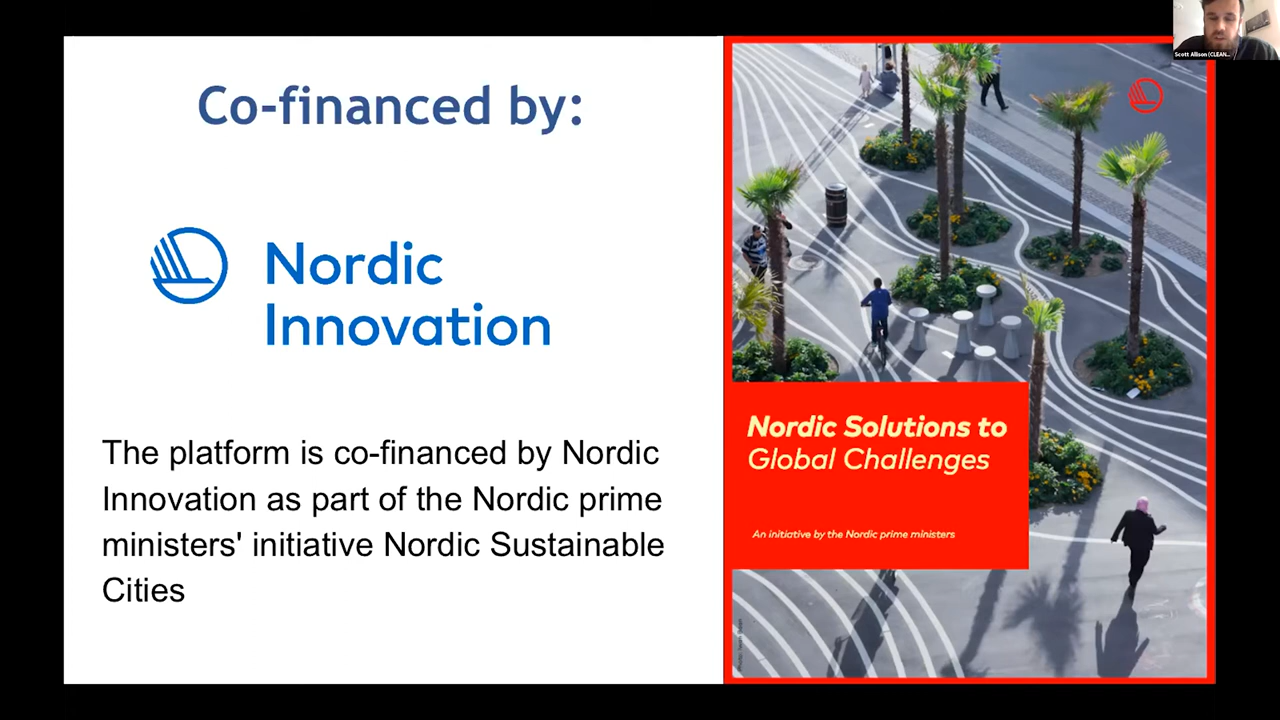 Co-financed by:
Nordic
Innovation
The platform is co-financed by Nordic
Innovation as part of the Nordic prime
ministers' initiative Nordic Sustainable
Cities
Nordic Solutions to
Global Challenges
An initiative by the Nordic prime ministers
Scott Allison (CLEAN...